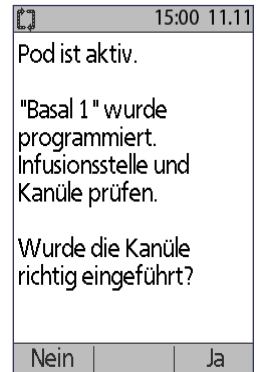 15:00 11.11
Pod ist aktiv.
"Basal 1" wurde
programmiert.
Infusionsstelle und
Kanüle prüfen.
Wurde die Kanüle
richtig eingeführt?
Nein Ja